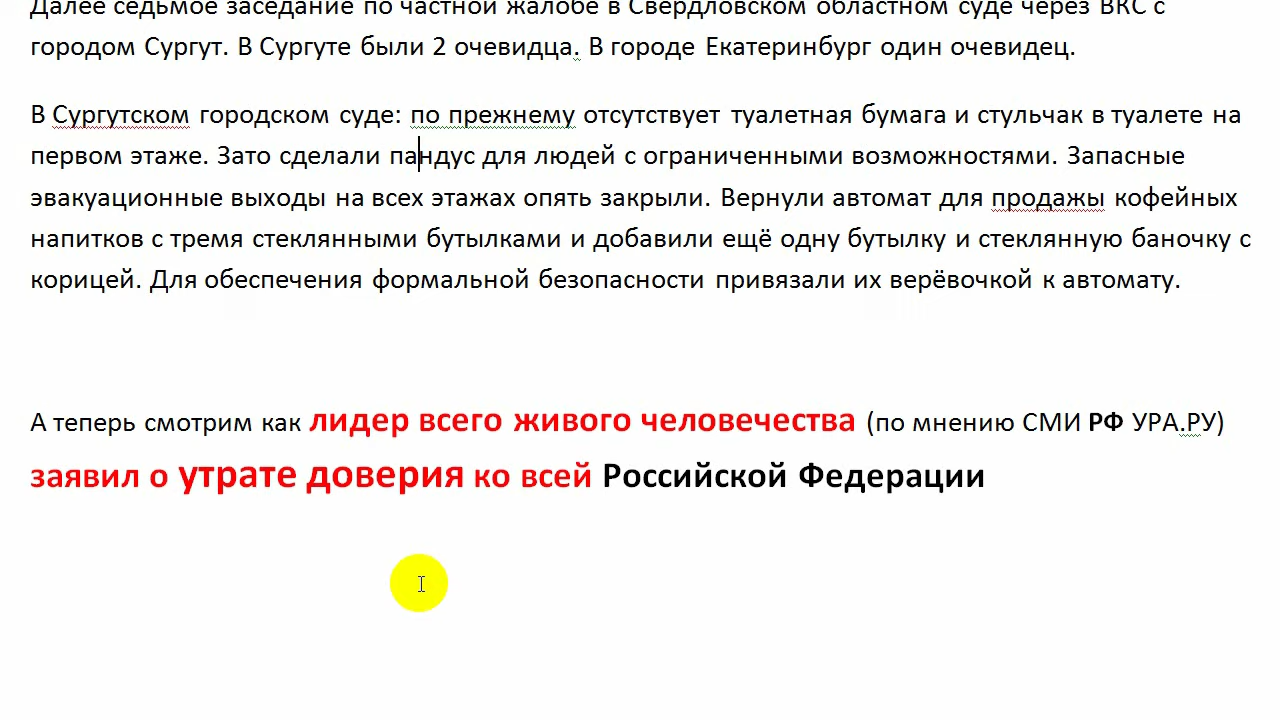 Далее седьмое заседание по частной жалобе в Свердловском областном суде через ВКС с
городом Сургут. В Сургуте были 2 очевидца. В городе Екатеринбург один очевидец.
В Сургутском городском суде: по прежнему отсутствует туалетная бумага и стульчак в туалете на
первом этаже. Зато сделали пандус для людей с ограниченными возможностями. Запасные
эвакуационные выходы на всех этажах опять закрыли. Вернули автомат для продажы кофейных
напитков с тремя стеклянными бутылками и добавили ещё одну бутылку и стеклянную баночку с
корицей. Для обеспечения формальной безопасности привязали их верёвочкой к автомату.
А теперь смотрим как лидер всего живого человечества (по мнению СМИ РФ УРА.РУ)
заявил о утрате доверия ко всей Российской Федерации